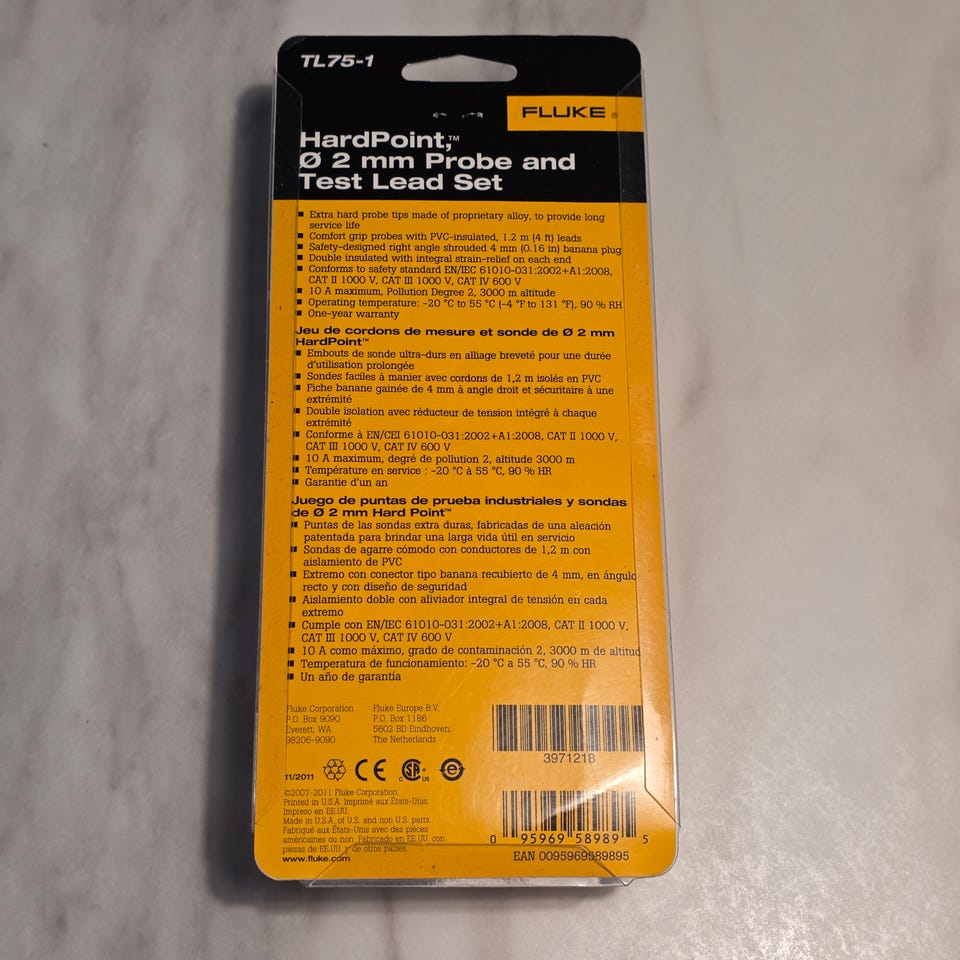 TL75-1
FLUKE®
HardPoint,™
Ø 2 mm Probe and
Test Lead Set
■ Extra hard probe tips made of proprietary alloy, to provide long
service life
■ Comfort grip probes with PVC-insulated, 1.2 m (4 ft) leads
■ Safety-designed right angle shrouded 4 mm (0.16 in) banana plug
■ Double insulated with integral strain-relief on each end
■ Conforms to safety standard EN/IEC 61010-031:2002+A1:2008,
CAT II 1000 V, CAT III 1000 V, CAT IV 600 V
■ 10 A maximum, Pollution Degree 2, 3000 m altitude
■ Operating temperature: -20 °C to 55 °C (-4 °F to 131 °F), 90 % RH
■ One-year warranty
Jeu de cordons de mesure et sonde de Ø 2 mm
HardPoint™
■ Embouts de sonde ultra-durs en alliage breveté pour une durée
d'utilisation prolongée
■ Sondes faciles à manier avec cordons de 1,2 m isolés en PVC
■ Fiche banane gainée de 4 mm à angle droit et sécuritaire à une
extrémité
■ Double isolation avec réducteur de tension intégré à chaque
extrémité
■ Conforme à EN/CEI 61010-031:2002+A1:2008, CAT II 1000 V,
CAT III 1000 V, CAT IV 600 V
■ 10 A maximum, degré de pollution 2, altitude 3000 m
■ Température en service : -20 °C à 55 °C, 90 % HR
■ Garantie d'un an
Juego de puntas de prueba industriales y sondas
de Ø 2 mm Hard Point™
■ Puntas de las sondas extra duras, fabricadas de una aleación
patentada para brindar una larga vida útil en servicio
■ Sondas de agarre cómodo con conductores de 1,2 m con
aislamiento de PVC
■ Extremo con conector tipo banana recubierto de 4 mm, en ángulo
recto y con diseño de seguridad
■ Aislamiento doble con aliviador integral de tensión en cada
extremo
■ Cumple con EN/IEC 61010-031:2002+A1:2008, CAT II 1000 V,
CAT III 1000 V, CAT IV 600 V
■ 10 A como máximo, grado de contaminación 2, 3000 m de altitud
■ Temperatura de funcionamiento: -20 °C a 55 °C, 90 % HR
■ Un año de garantía
Fluke Corporation
P.O. Box 9090
Everett, WA
98206-9090
Fluke Europe B.V.
P.O. Box 1186
5602 BD Eindhoven,
The Netherlands
3971218
11/2011 CE C SA US
©2007-2011 Fluke Corporation.
Printed in U.S.A. Imprimé aux États-Unis.
Impreso en EE.UU.
Made in U.S.A. of U.S. and non U.S. parts.
Fabriqué aux États-Unis avec des pièces
américaines ou non. Fabricado en EE.UU. con
piezas de EE.UU. y de otros países.
www.fluke.com
0 95969 58989 5
EAN 0095969589895